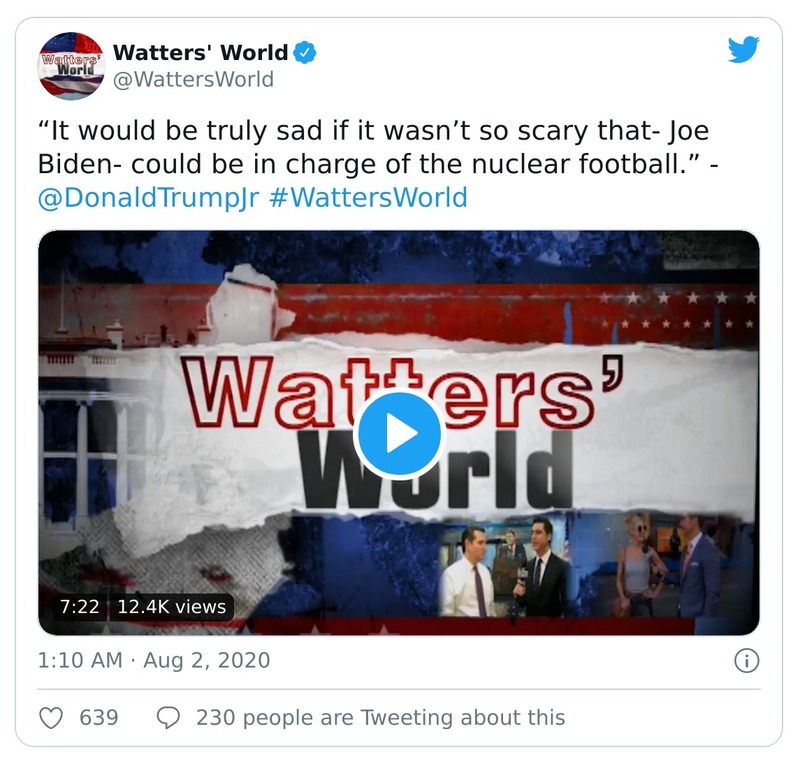 Watters'
World
Watters' World
@WattersWorld
“It would be truly sad if it wasn’t so scary that- Joe
Biden- could be in charge of the nuclear football.” -
@DonaldTrumpJr #WattersWorld
Watters’
World
7:22 12.4K views
1:10 AM · Aug 2, 2020
639 230 people are Tweeting about this